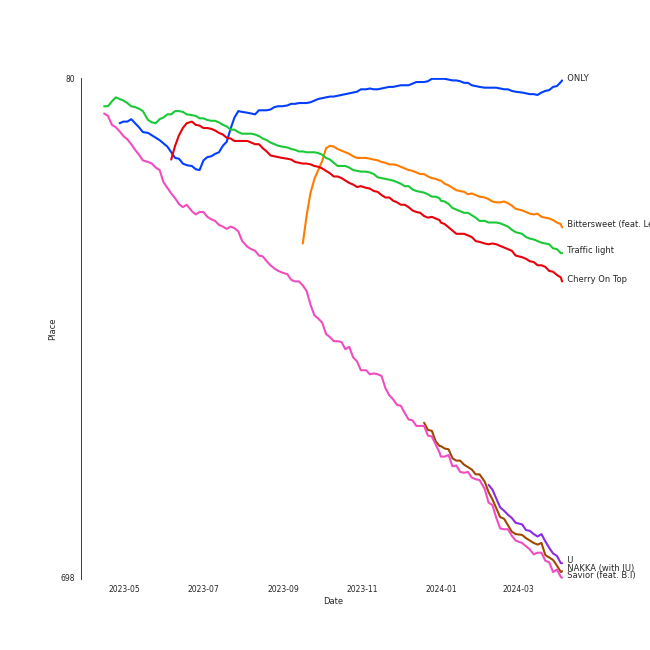 80
ONLY
Bittersweet (feat. Le
Traffic light
Cherry On Top
Place
U
NAKKA (with IU)
Savior (feat. B.I)
698
2023-05
2023-07
2023-09
2023-11
2024-01
2024-03
Date